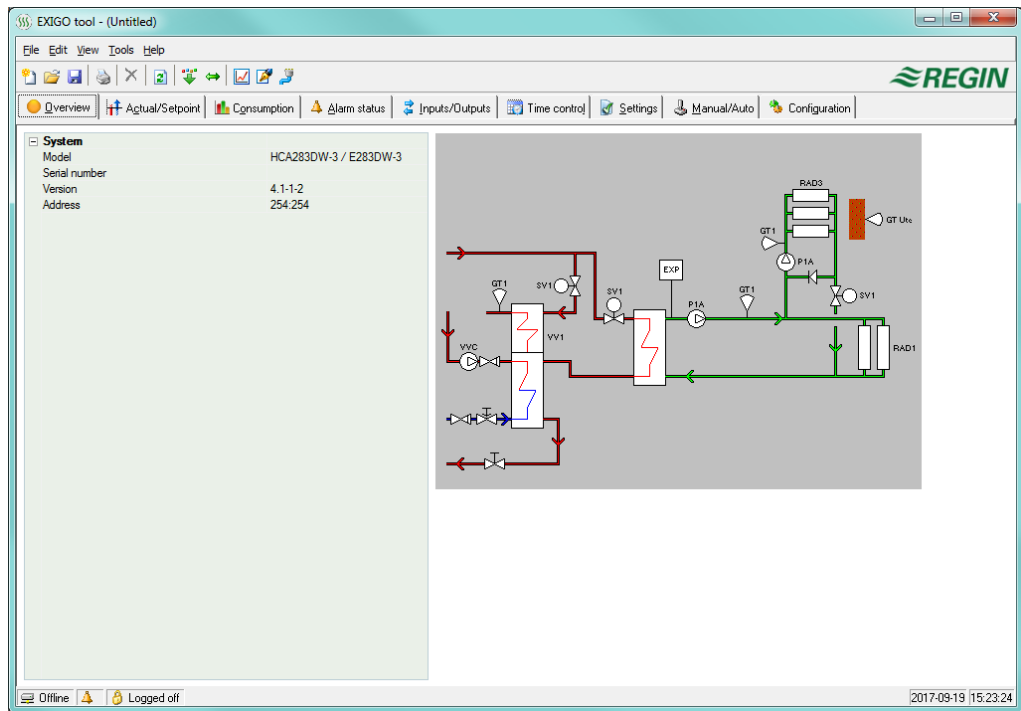 EXIGO tool - (Untitled)
File Edit View Tools Help
REGIN
Overview Actual/Setpoint Consumption Alarm status Inputs/Outputs Time control Settings Manual/Auto Configuration
System
Model HCA283DW-3 / E283DW-3
Serial number
Version 4.1-1-2
Address 254:254
RAD3
GT Ute
GT1
P1A
EXP
GT1 SV1 SV1 P1A GT1 SV1
VV1
VVC
RAD1
Offline Logged off 2017-09-19 15:23:24